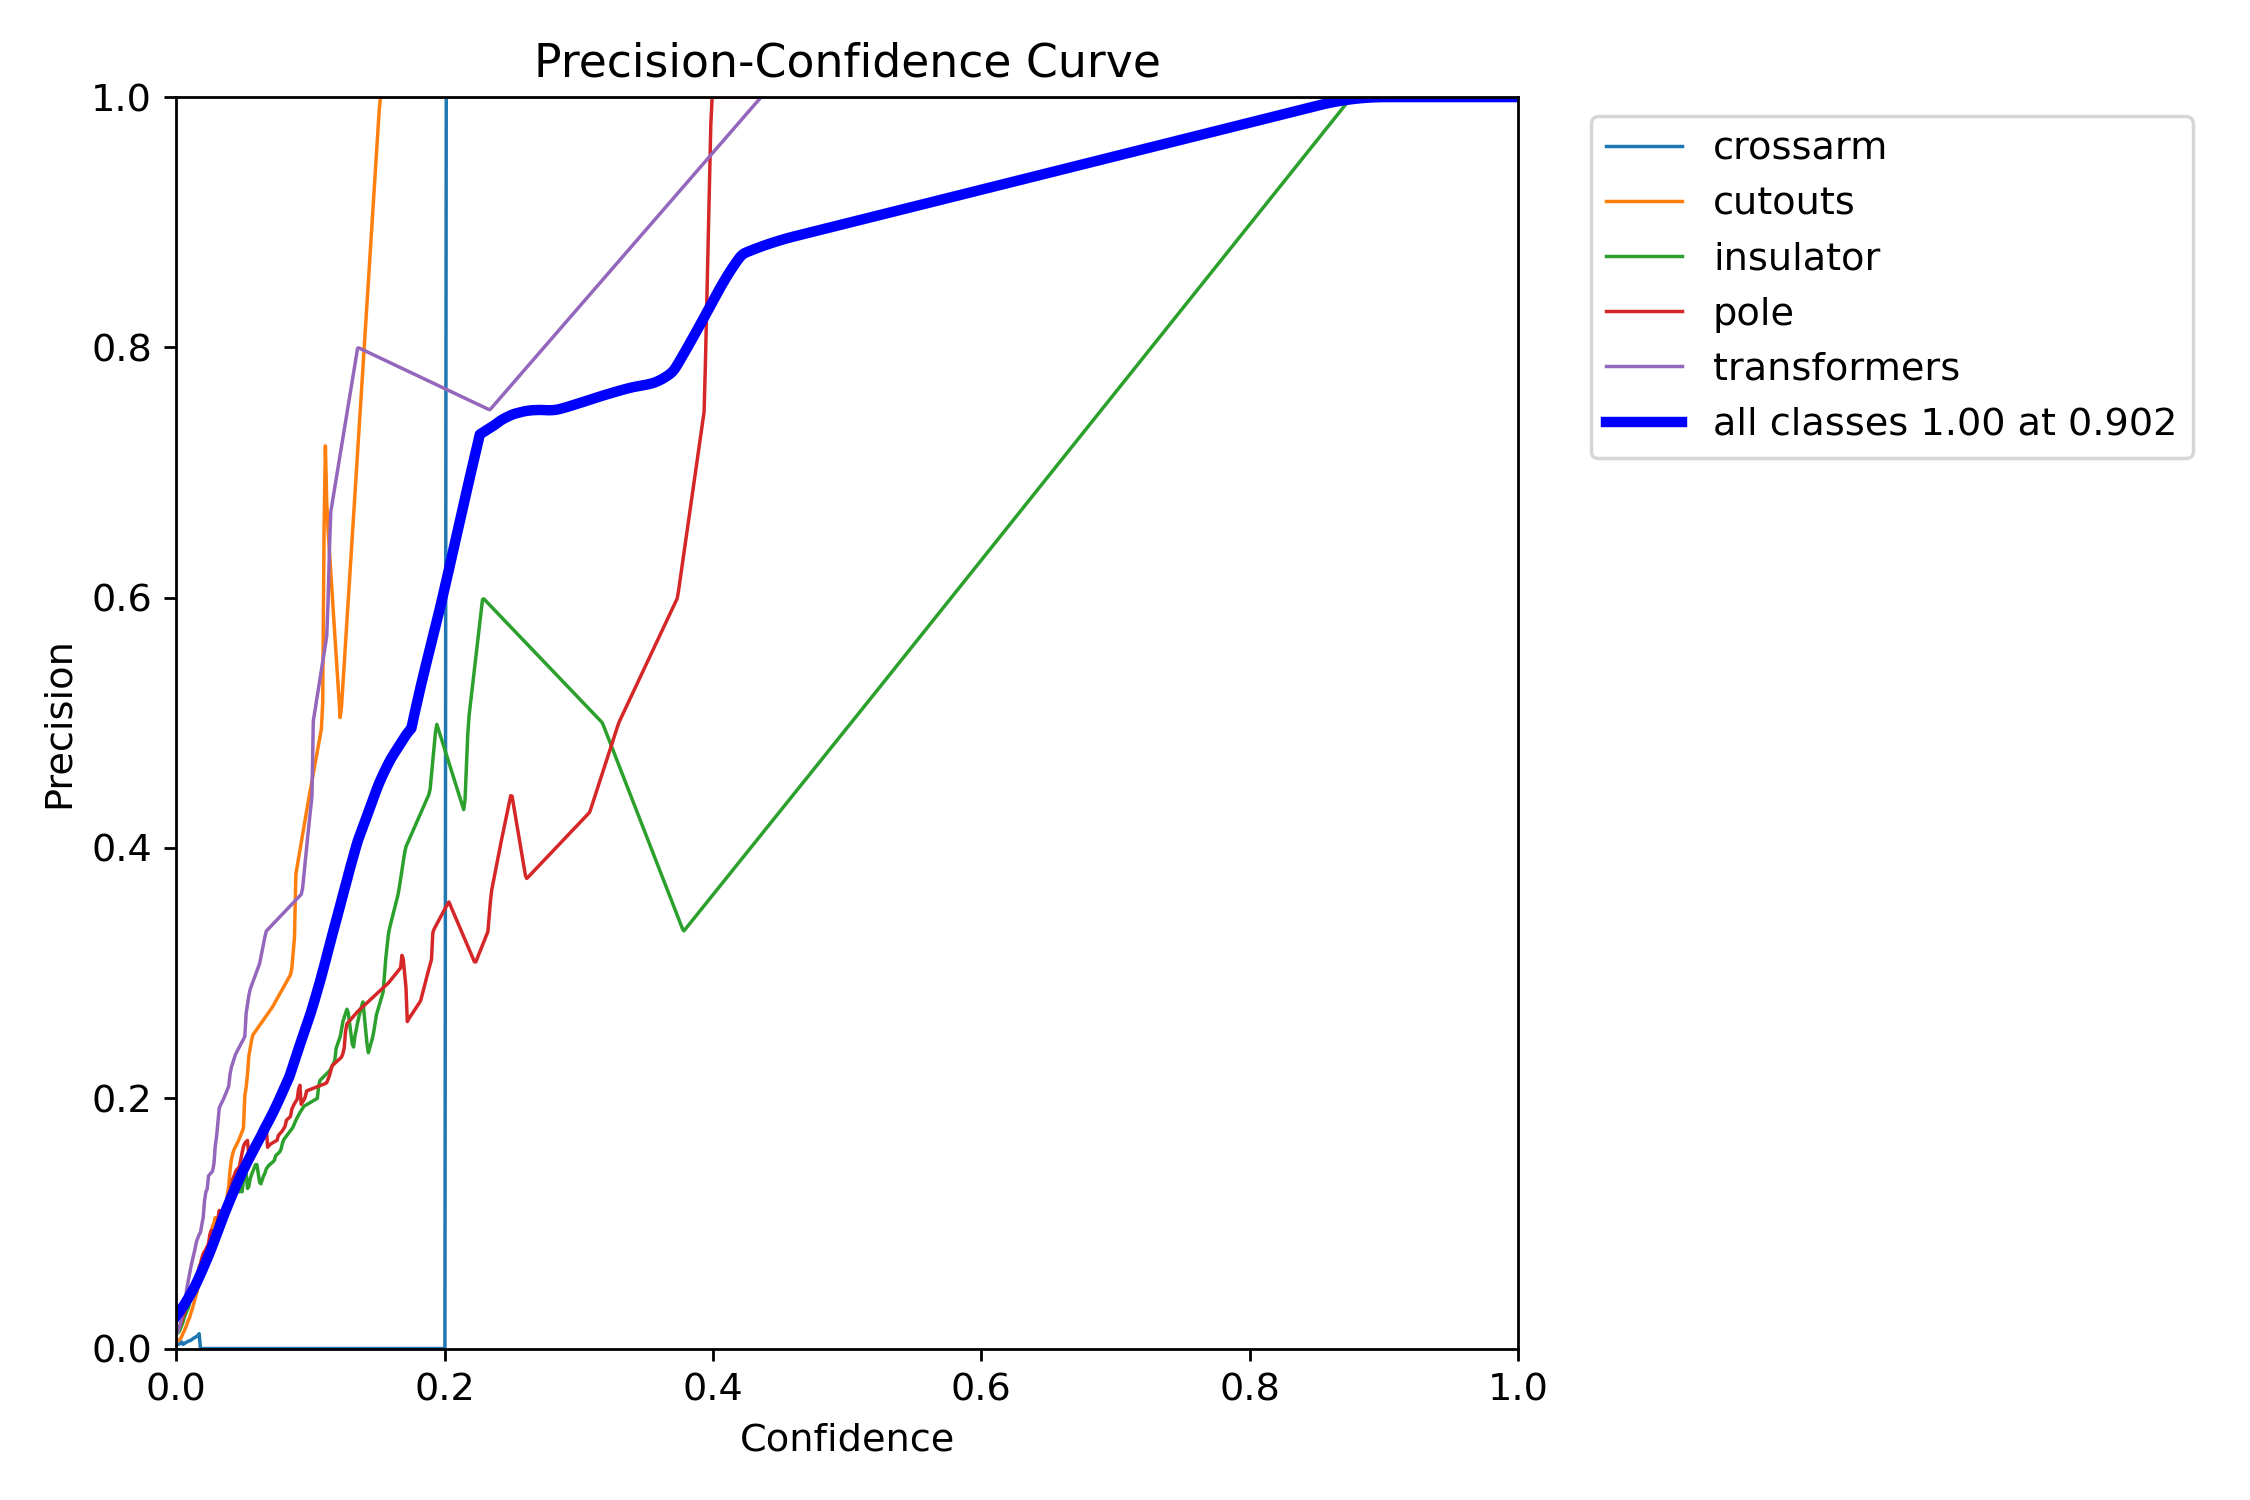 Precision-Confidence Curve
1.0
0.8
0.6
0.4
0.2
0.0
Precision
0.0 0.2 0.4 0.6 0.8 1.0
Confidence
crossarm
cutouts
insulator
pole
transformers
all classes 1.00 at 0.902